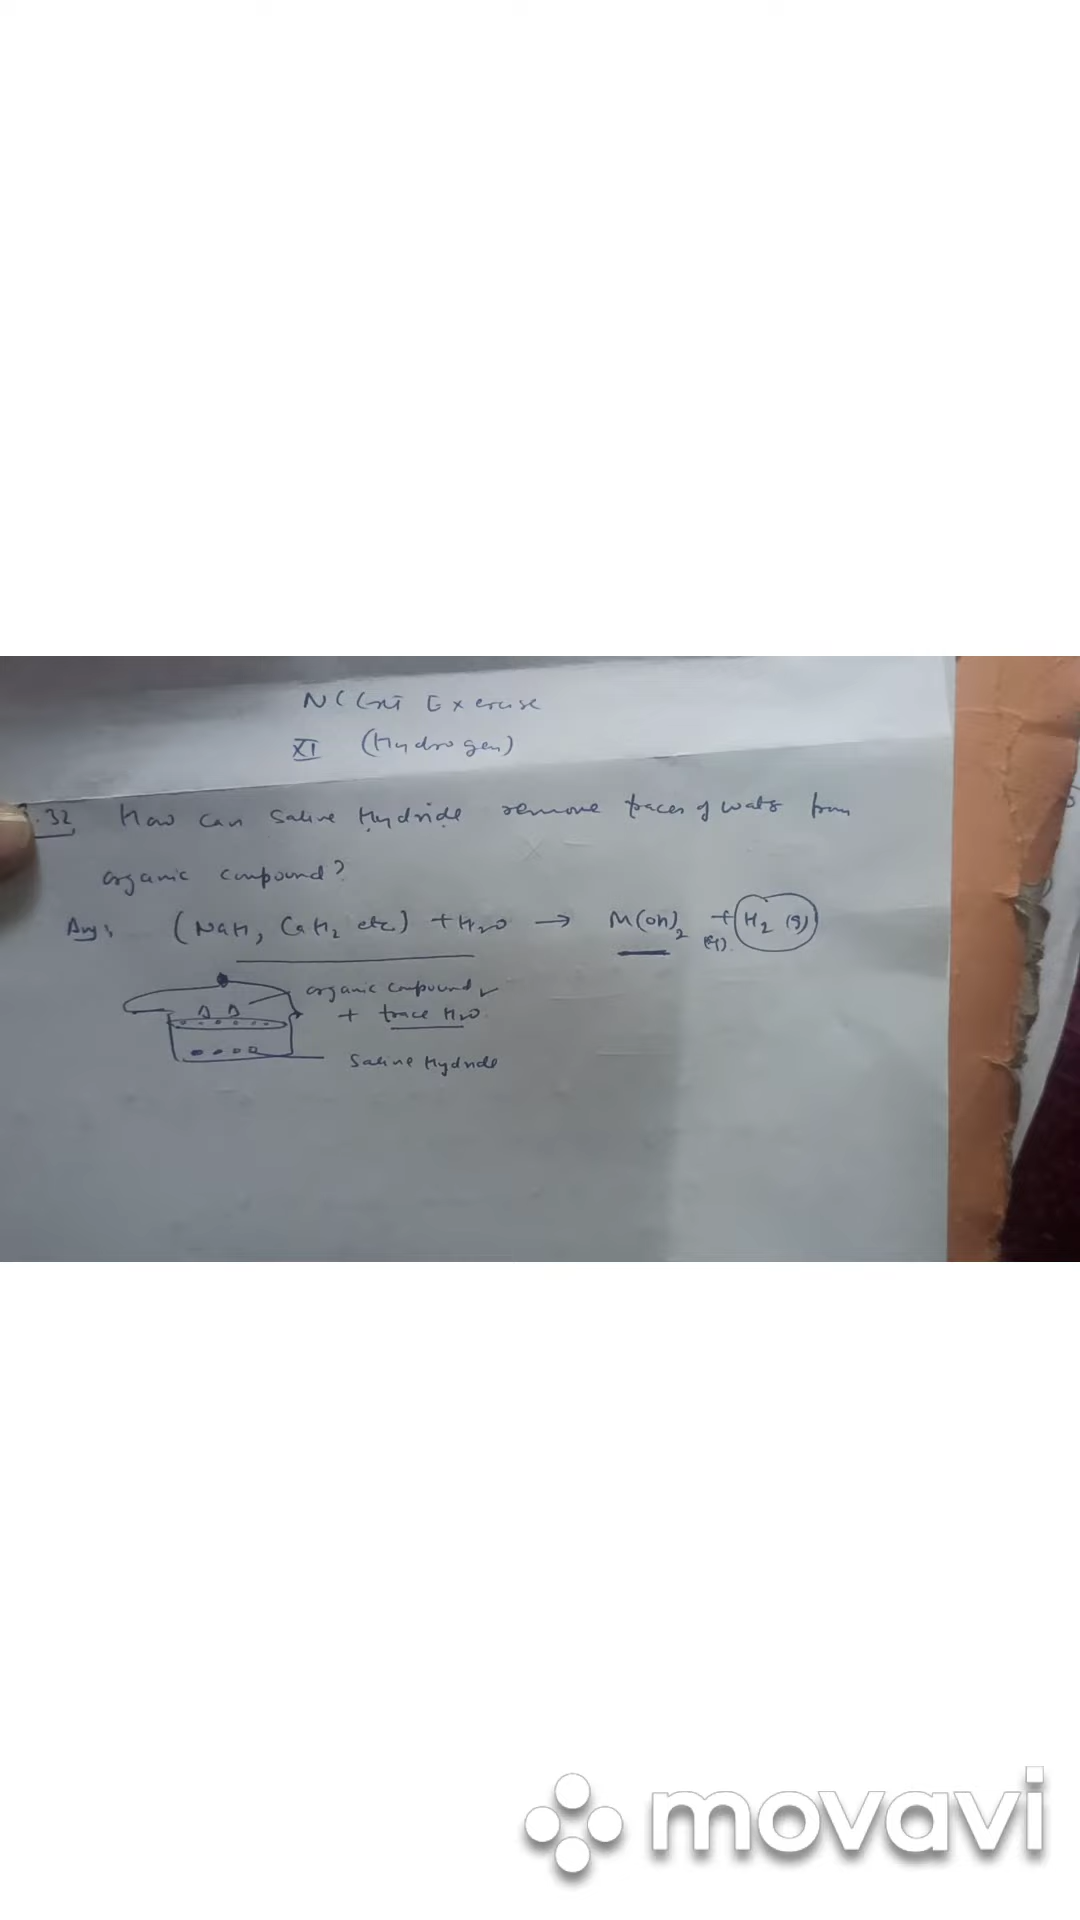 NCERT Exercise
XI (Hydrogen)
.32 How can Saline Hydride remove traces of water from
organic compound?
Ans: (NaH, CaH2 etc) + H2O → M(OH)2 + H2 (g)
organic compound
+ trace H2O
Saline Hydride
movavi